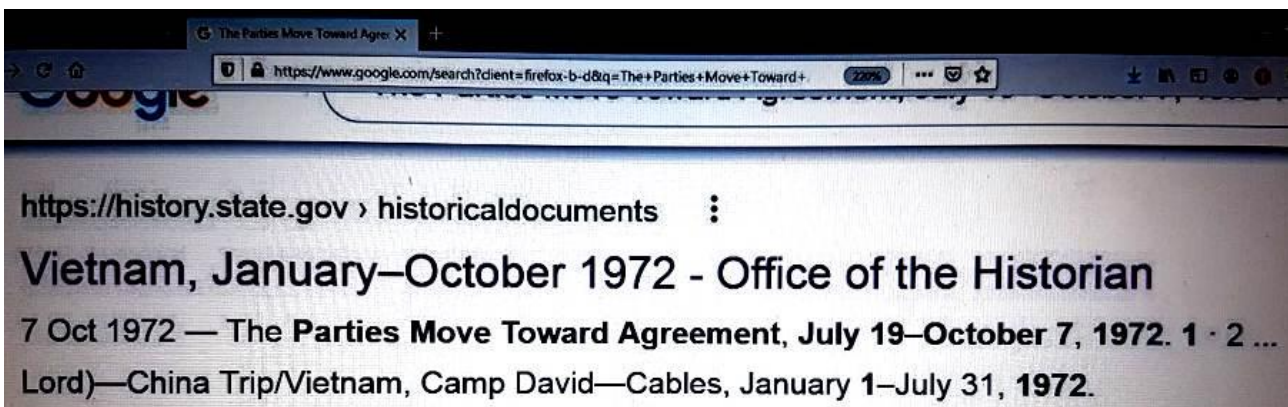 The Parties Move Toward Agree
https://www.google.com/search?client=firefox-b-d&q=The+Parties+Move+Toward+ 220%
Google
https://history.state.gov › historicaldocuments
Vietnam, January–October 1972 - Office of the Historian
7 Oct 1972 — The Parties Move Toward Agreement, July 19–October 7, 1972. 1 · 2 ...
Lord)—China Trip/Vietnam, Camp David—Cables, January 1–July 31, 1972.